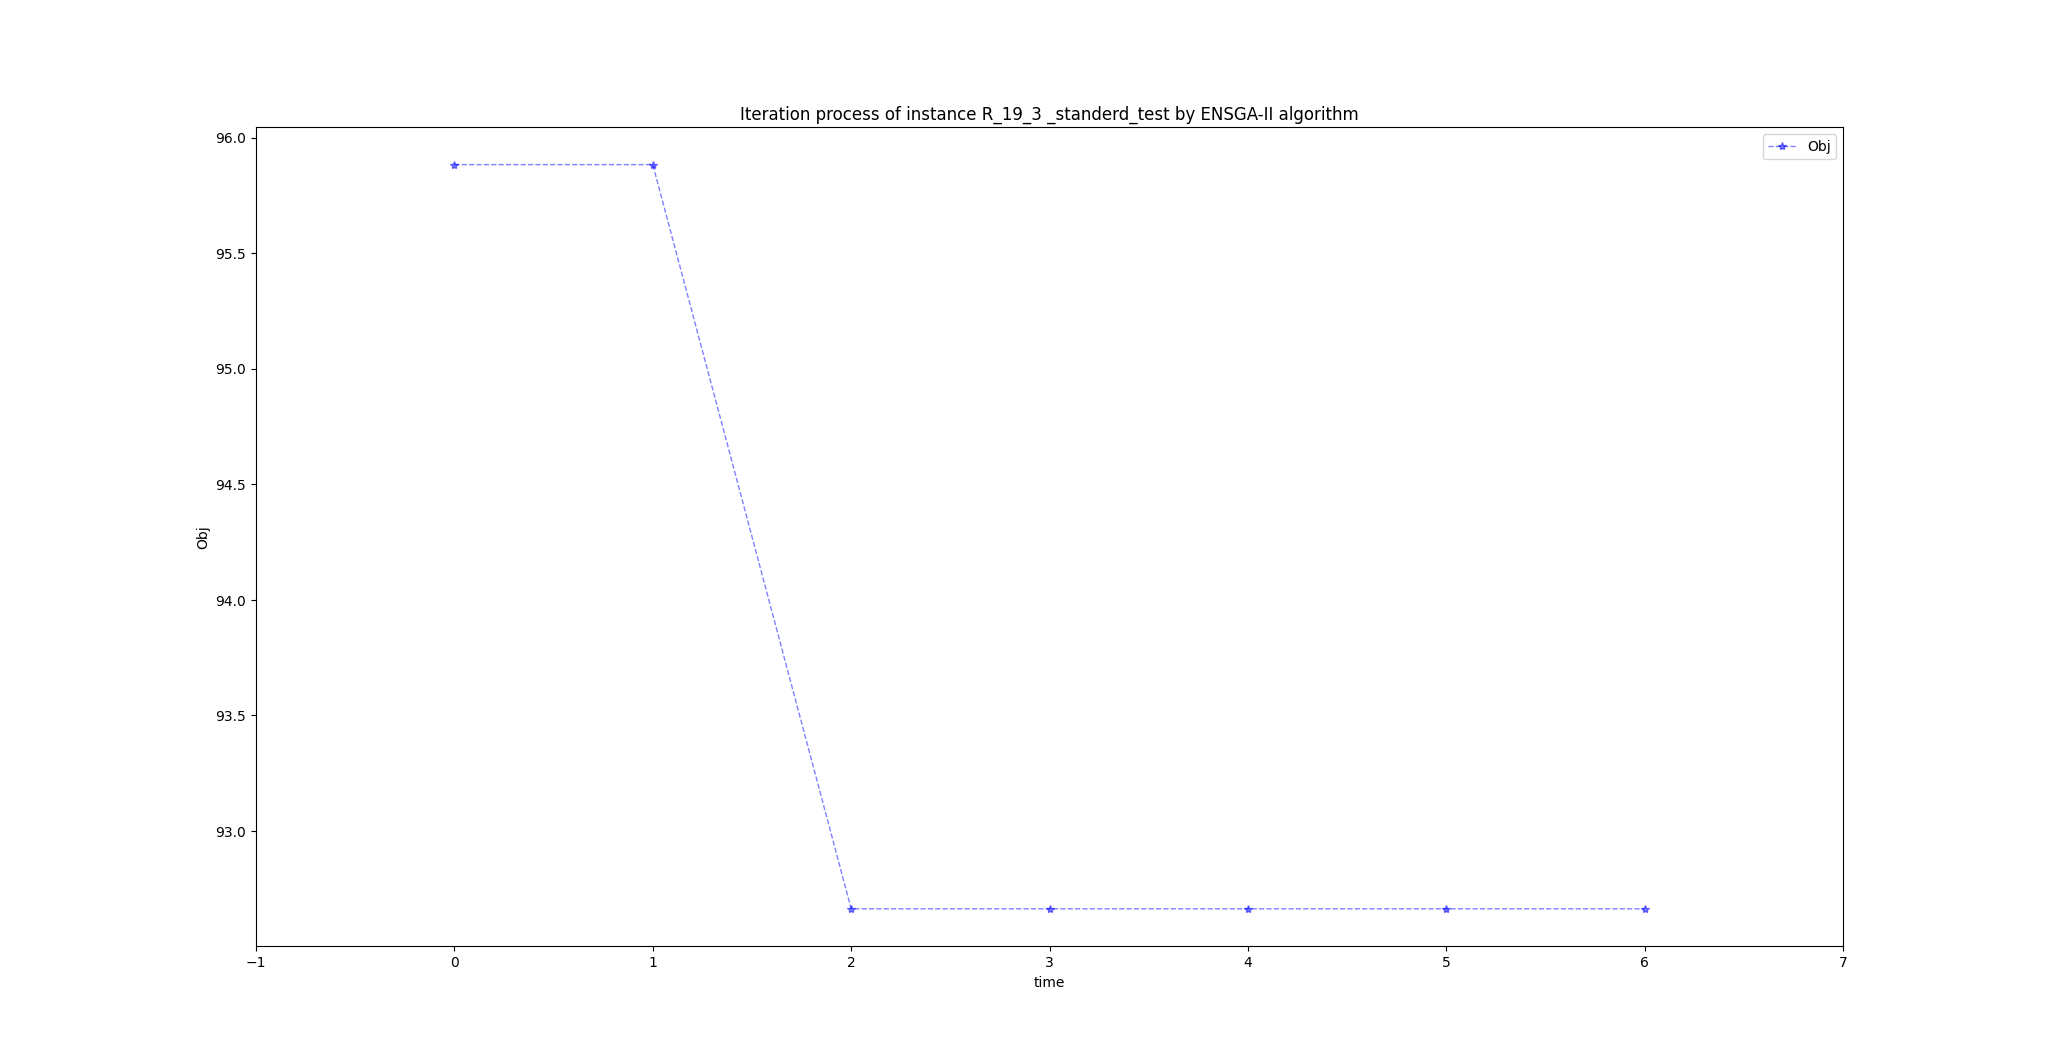 Iteration process of instance R_19_3 _standerd_test by ENSGA-II algorithm
Obj
96.0
95.5
95.0
94.5
94.0
93.5
93.0
Obj
−1 0 1 2 3 4 5 6 7
time